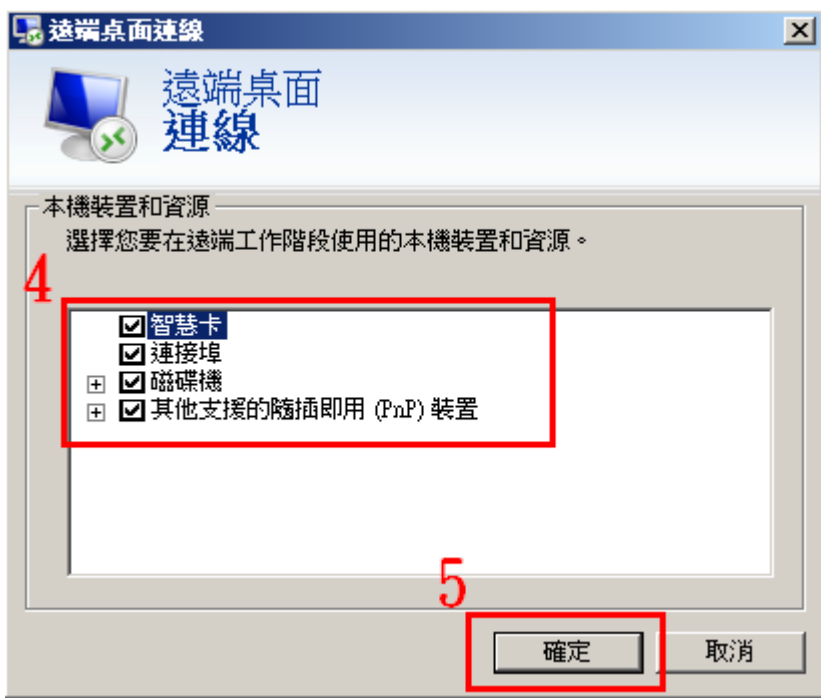 遠端桌面連線
遠端桌面
連線
本機裝置和資源
選擇您要在遠端工作階段使用的本機裝置和資源。
4
智慧卡
連接埠
磁碟機
其他支援的隨插即用 (PnP) 裝置
5
確定
取消